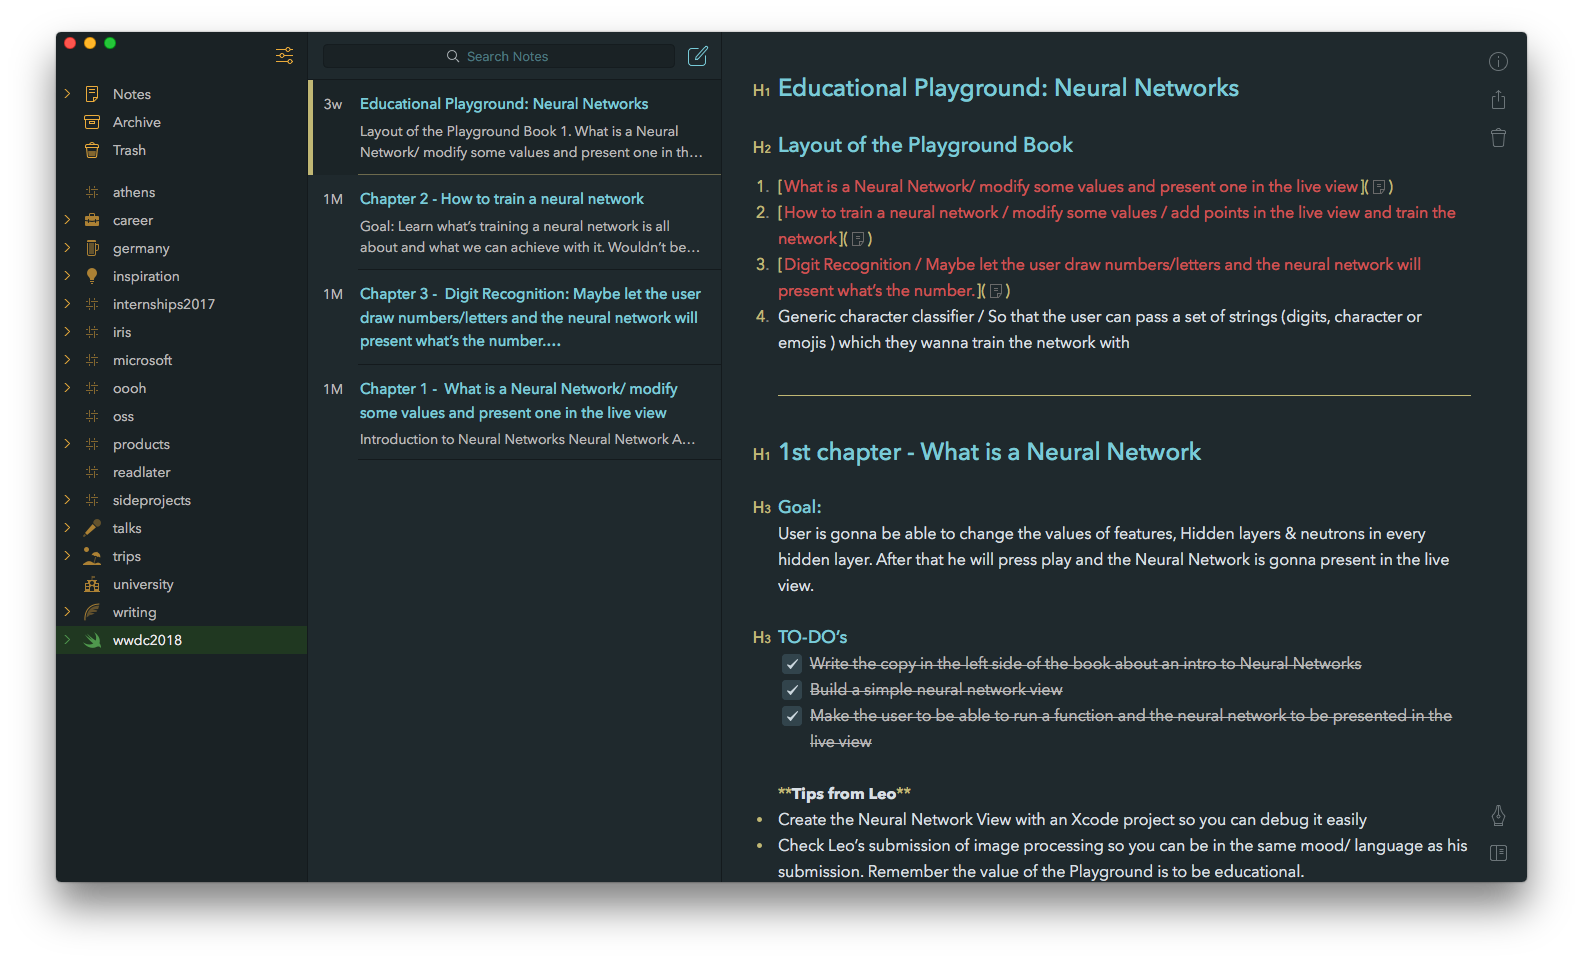 Notes
Archive
Trash
athens
career
germany
inspiration
internships2017
iris
microsoft
oooh
oss
products
readlater
sideprojects
talks
trips
university
writing
wwdc2018
Search Notes
3w
Educational Playground: Neural Networks
Layout of the Playground Book 1. What is a Neural
Network/ modify some values and present one in th…
1M
Chapter 2 - How to train a neural network
Goal: Learn what’s training a neural network is all
about and what we can achieve with it. Wouldn’t be…
1M
Chapter 3 - Digit Recognition: Maybe let the user
draw numbers/letters and the neural network will
present what’s the number.…
1M
Chapter 1 - What is a Neural Network/ modify
some values and present one in the live view
Introduction to Neural Networks Neural Network A…
H1 Educational Playground: Neural Networks
H2 Layout of the Playground Book
1. [What is a Neural Network/ modify some values and present one in the live view]( )
2. [How to train a neural network / modify some values / add points in the live view and train the
network]( )
3. [Digit Recognition / Maybe let the user draw numbers/letters and the neural network will
present what’s the number.]( )
4. Generic character classifier / So that the user can pass a set of strings (digits, character or
emojis ) which they wanna train the network with
H1 1st chapter - What is a Neural Network
H3 Goal:
User is gonna be able to change the values of features, Hidden layers & neutrons in every
hidden layer. After that he will press play and the Neural Network is gonna present in the live
view.
H3 TO-DO’s
Write the copy in the left side of the book about an intro to Neural Networks
Build a simple neural network view
Make the user to be able to run a function and the neural network to be presented in the
live view
**Tips from Leo**
• Create the Neural Network View with an Xcode project so you can debug it easily
• Check Leo’s submission of image processing so you can be in the same mood/ language as his
submission. Remember the value of the Playground is to be educational.